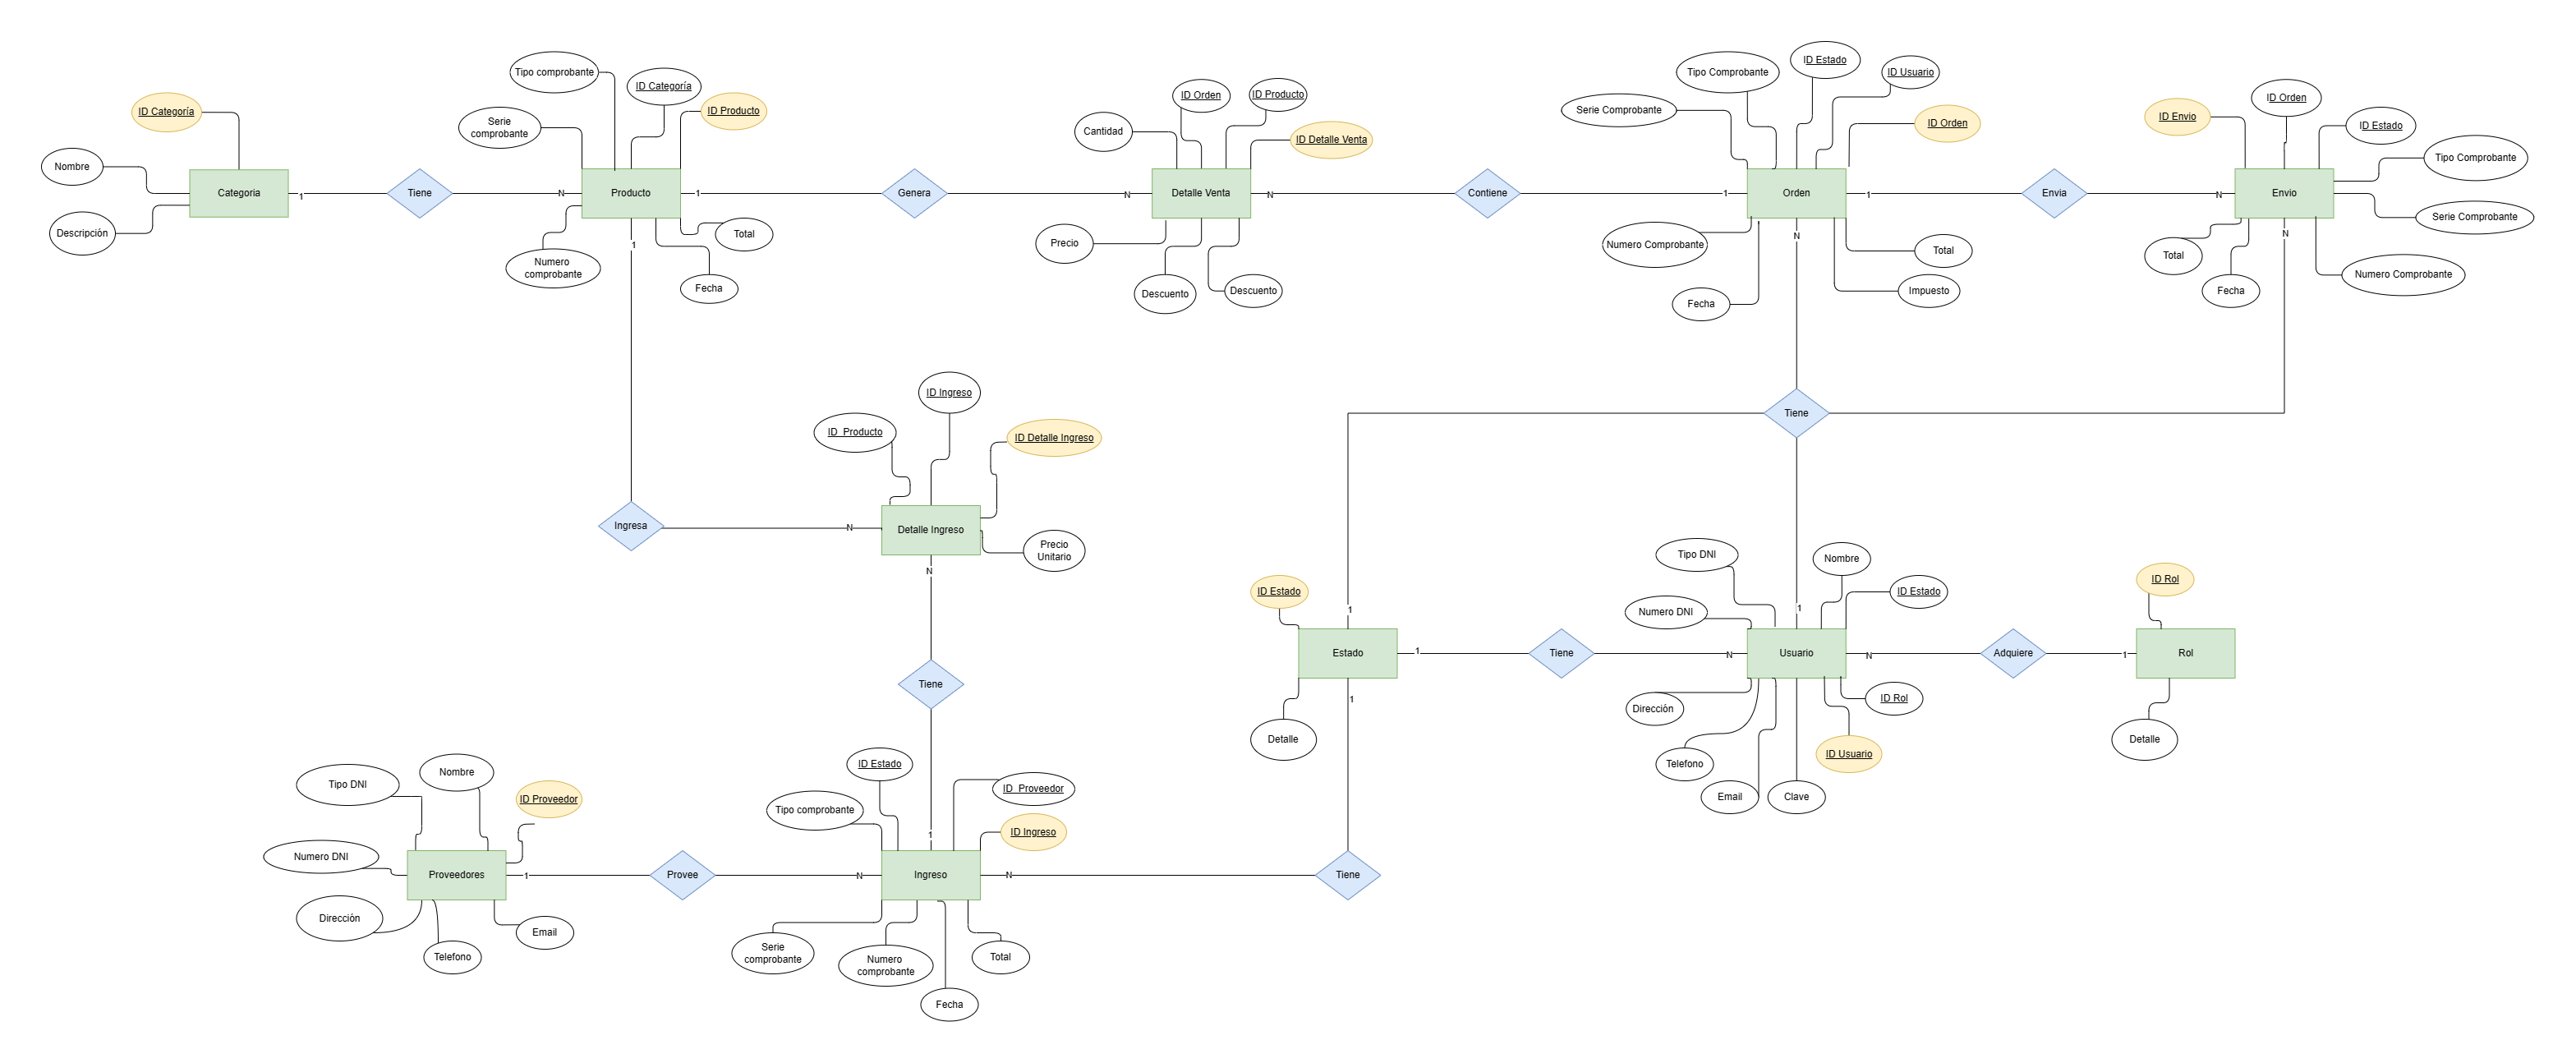 ID Categoría
Nombre
Descripción
Categoria
1
Tiene
N
Tipo comprobante
ID Categoría
ID Producto
Serie
comprobante
Producto
Numero
comprobante
Total
Fecha
1
1
Genera
N
Cantidad
ID Orden
ID Producto
ID Detalle Venta
Detalle Venta
Precio
Descuento
Descuento
N
Contiene
1
Serie Comprobante
Tipo Comprobante
ID Estado
ID Usuario
ID Orden
Orden
Numero Comprobante
Fecha
Total
Impuesto
N
1
Envia
N
ID Envio
ID Orden
ID Estado
Tipo Comprobante
Serie Comprobante
Numero Comprobante
Envio
Total
Fecha
N
Tiene
1
1
Ingresa
N
ID Ingreso
ID  Producto
ID Detalle Ingreso
Detalle Ingreso
Precio
Unitario
N
Tiene
1
ID Estado
Estado
Detalle
1
1
Tiene
N
Tipo DNI
Nombre
Numero DNI
ID Estado
Usuario
Dirección
ID Rol
Telefono
ID Usuario
Email
Clave
N
Adquiere
1
ID Rol
Rol
Detalle
Tipo DNI
Nombre
ID Proveedor
Numero DNI
Proveedores
Dirección
Telefono
Email
1
Provee
N
ID Estado
ID  Proveedor
Tipo comprobante
ID Ingreso
Ingreso
Serie
comprobante
Numero
comprobante
Total
Fecha
N
Tiene